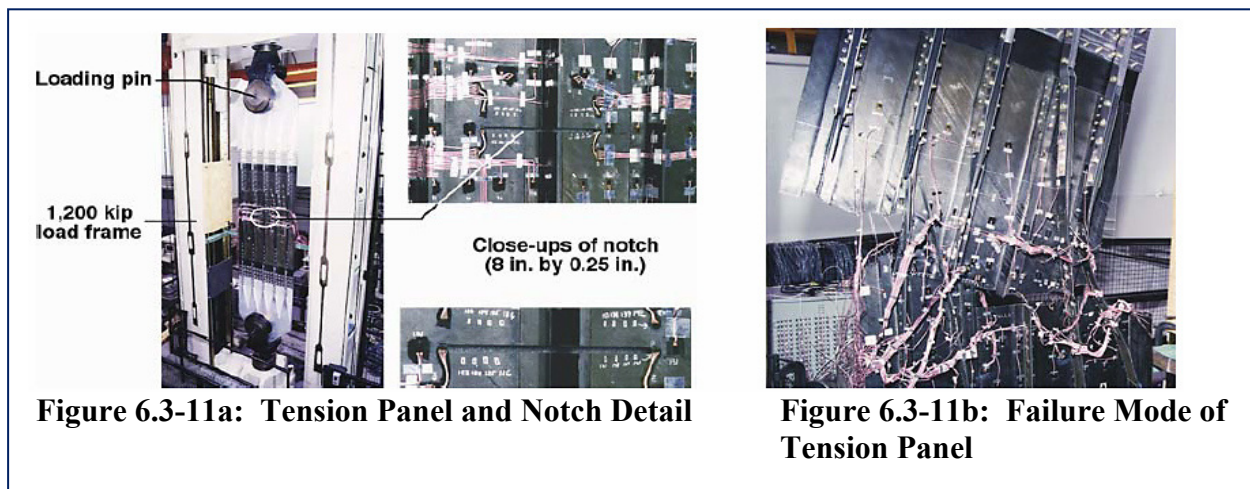 Loading pin
1,200 kip
load frame
Close-ups of notch
(8 in. by 0.25 in.)
Figure 6.3-11a: Tension Panel and Notch Detail
Figure 6.3-11b: Failure Mode of
Tension Panel